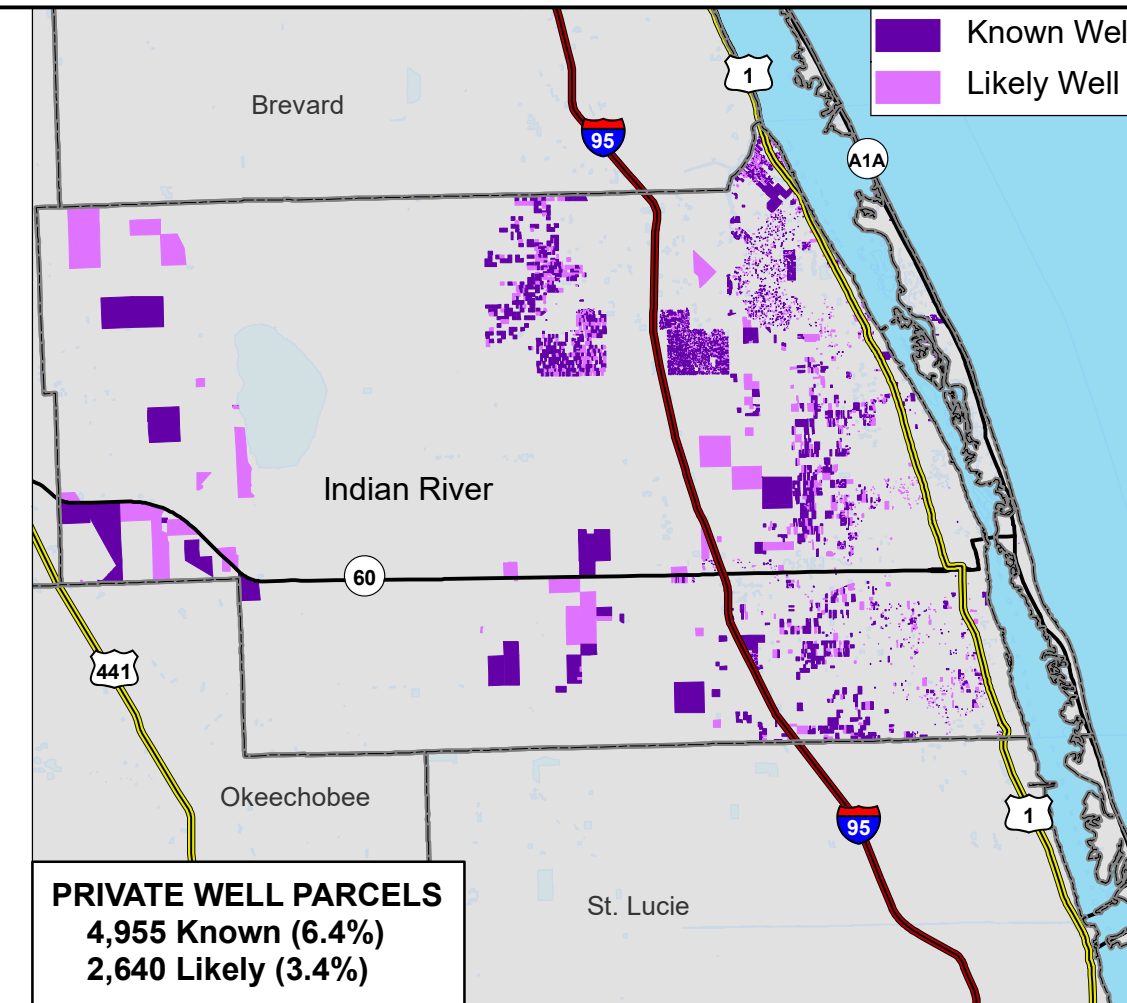 Known Wel
Likely Well
1
Brevard
95
A1A
Indian River
60
441
Okeechobee
1
95
St. Lucie
PRIVATE WELL PARCELS
4,955 Known (6.4%)
2,640 Likely (3.4%)